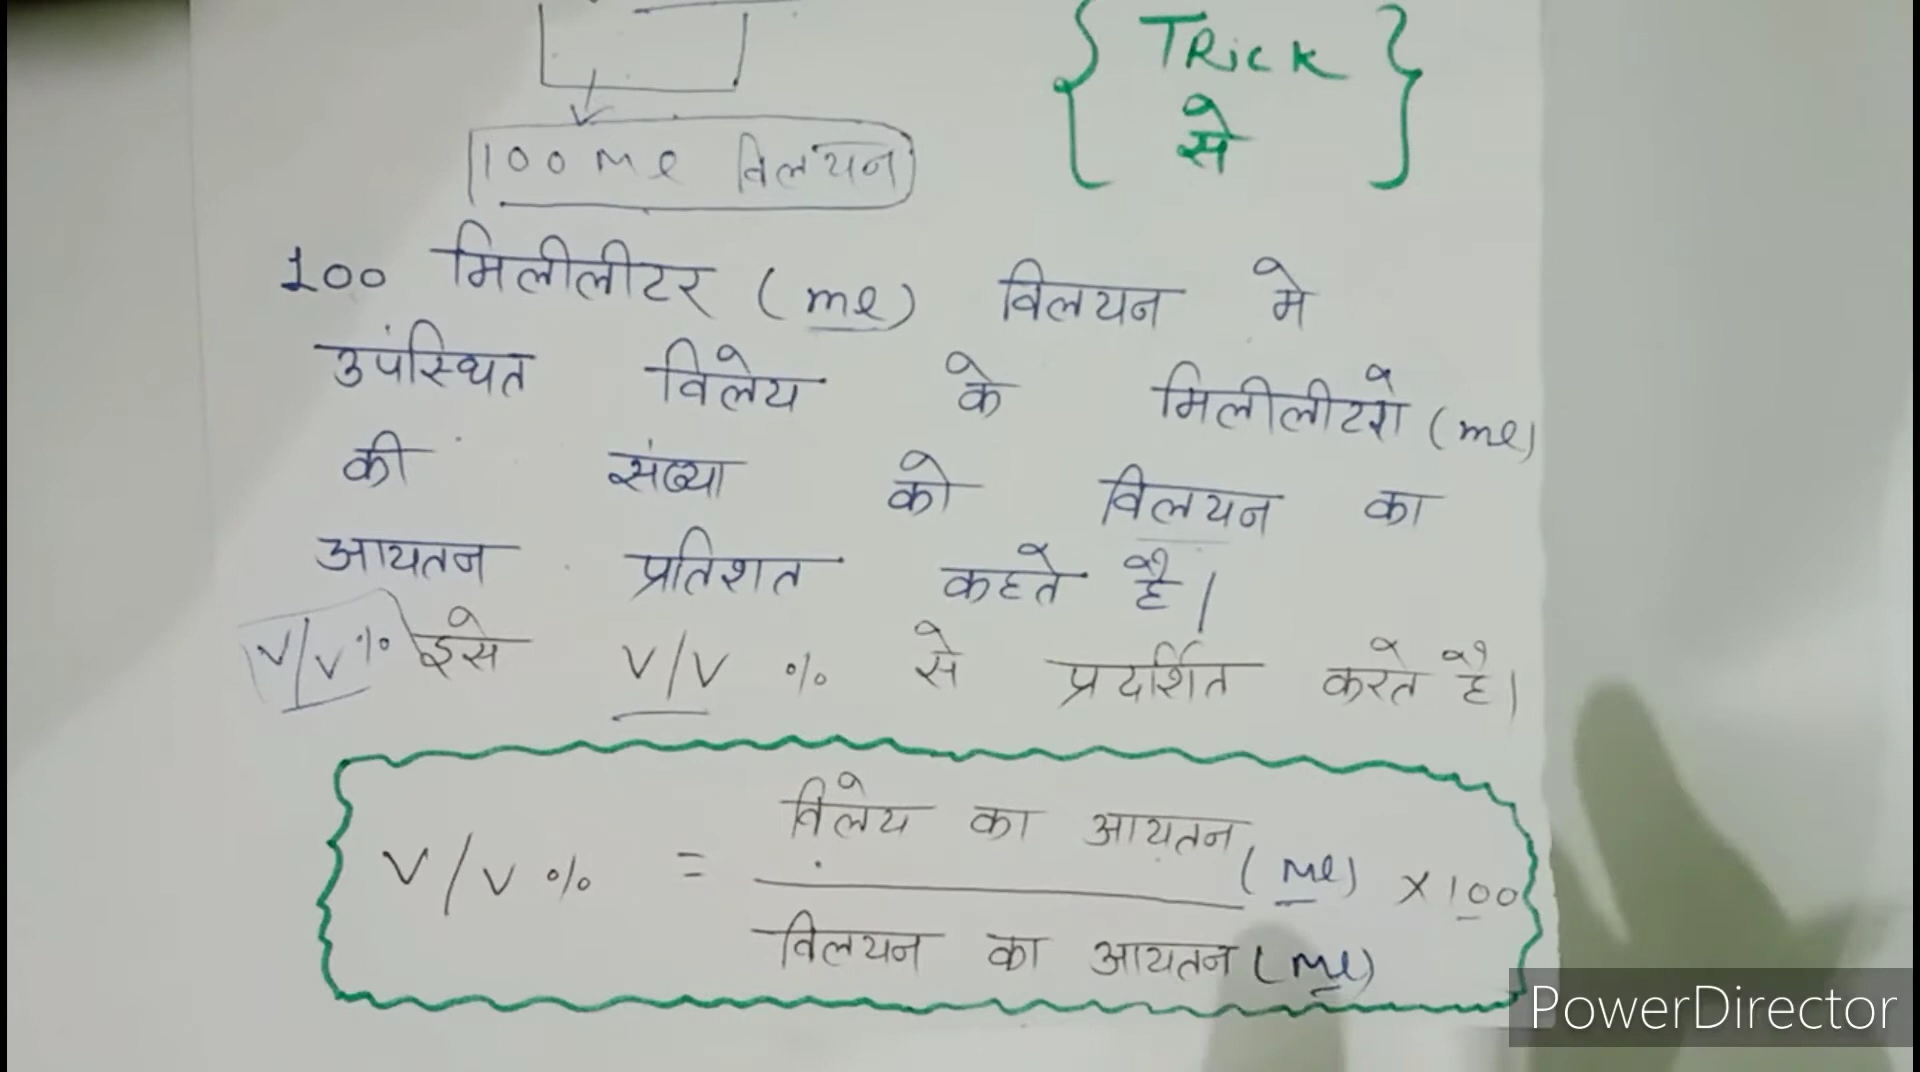 { TRICK
से }
100 ml विलयन
100 मिलीलीटर (ml) विलयन मे
उपंस्थित विलेय के मिलीलीटरो (ml)
की संख्या को विलयन का
आयतन प्रतिशत कहते है।
V/V % इसे V/V % से प्रदर्शित करते है।
विलेय का आयतन (ml)
V/V % = × 100
विलयन का आयतन (ml)
PowerDirector